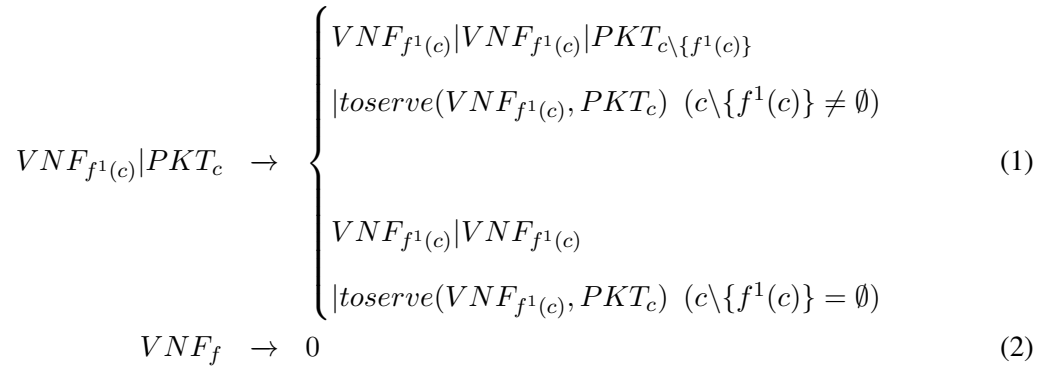 VNF_{f^1(c)}|VNF_{f^1(c)}|PKT_{c\{f^1(c)}}
|toserve(VNF_{f^1(c)}, PKT_c) (c\{f^1(c)} ≠ ∅)
VNF_{f^1(c)}|PKT_c → { (1)
VNF_{f^1(c)}|VNF_{f^1(c)}
|toserve(VNF_{f^1(c)}, PKT_c) (c\{f^1(c)} = ∅)
VNF_f → 0 (2)